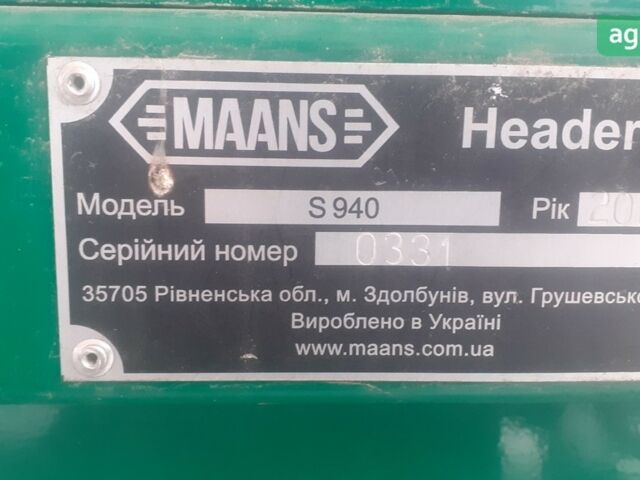 ag
MAANS Header
Модель S 940 Рік 20
Серійний номер 0331
35705 Рівненська обл., м. Здолбунів, вул. Грушевсько
Вироблено в Україні
www.maans.com.ua